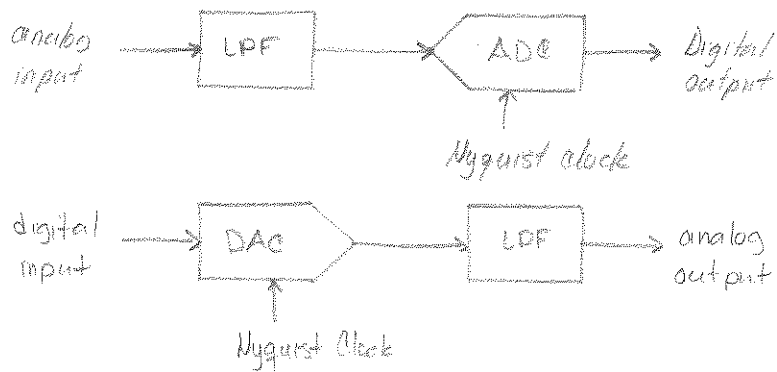 analog
input
LPF
ADC
Digital
output
Nyquist Clock
digital
input
DAC
LPF
analog
output
Nyquist Clock